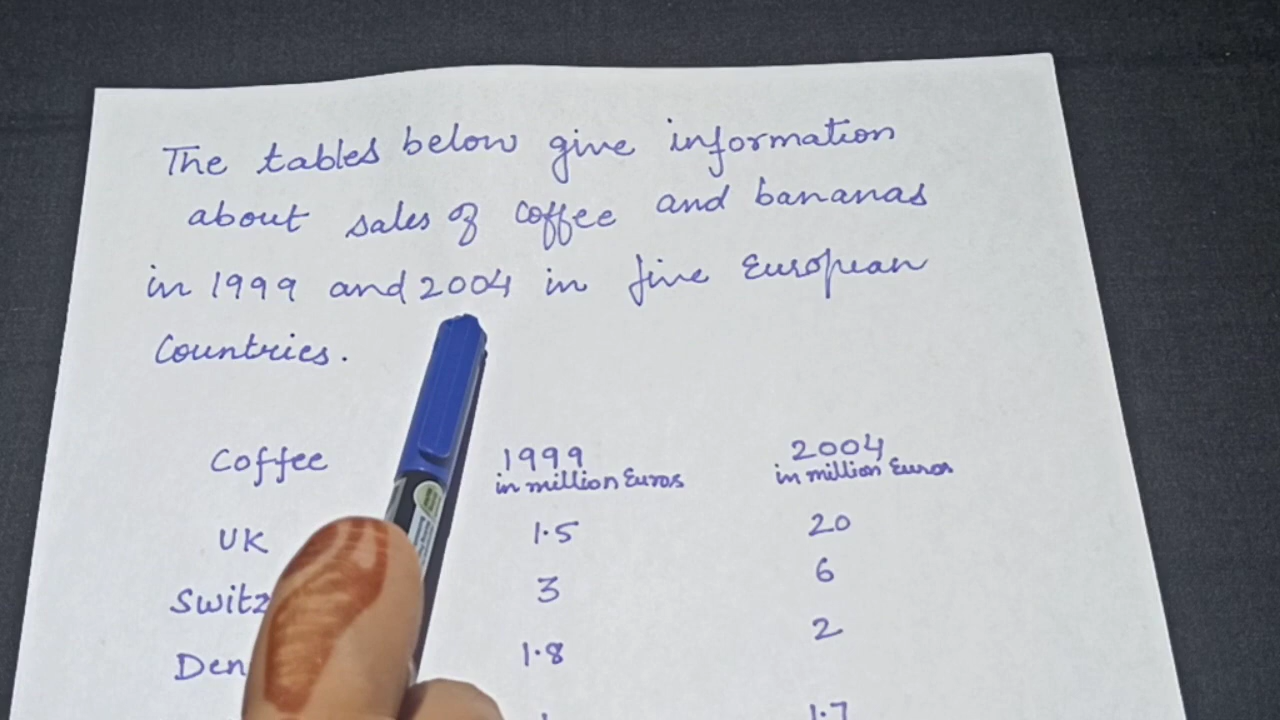 The tables below give information
about sales of coffee and bananas
in 1999 and 2004 in five European
Countries.
Coffee 1999 2004
in million Euros in million Euros
UK 1.5 20
Switz 3 6
Den 1.8 2
1.7